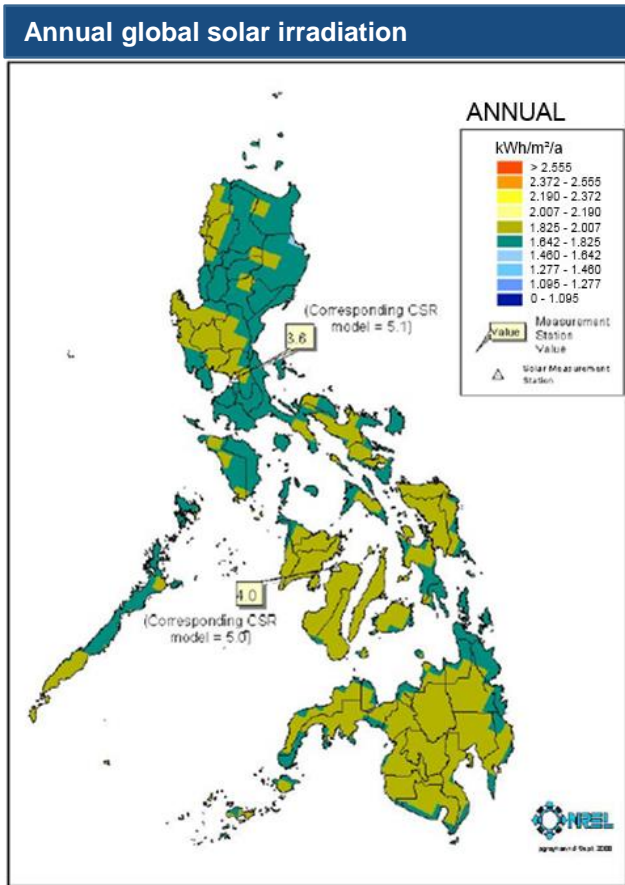 Annual global solar irradiation
ANNUAL
kWh/m²/a
> 2.555
2.372 - 2.555
2.190 - 2.372
2.007 - 2.190
1.825 - 2.007
1.642 - 1.825
1.460 - 1.642
1.277 - 1.460
1.095 - 1.277
0 - 1.095
value
Measurement
Station
Value
Solar Measurement
Station
(Corresponding CSR
model = 5.1)
3.6
4.0
(Corresponding CSR
model = 5.0)
NREL